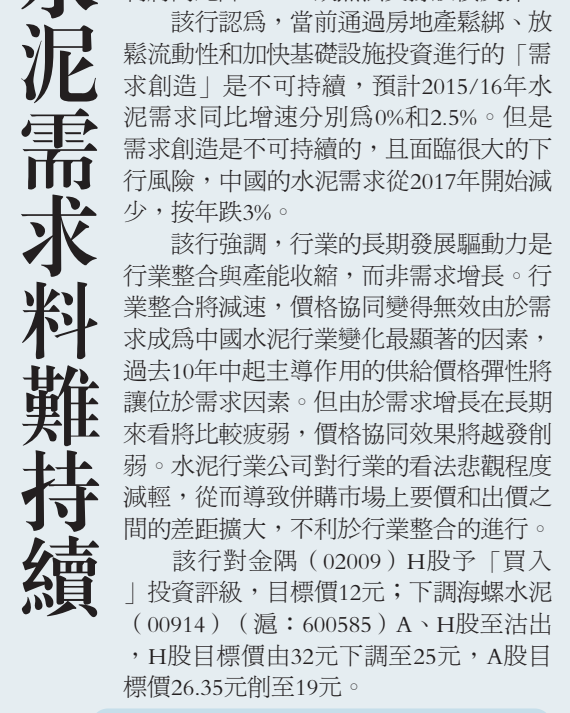 水泥需求料難持續
該行認爲，當前通過房地產鬆綁、放
鬆流動性和加快基礎設施投資進行的「需
求創造」是不可持續，預計2015/16年水
泥需求同比增速分別爲0%和2.5%。但是
需求創造是不可持續的，且面臨很大的下
行風險，中國的水泥需求從2017年開始減
少，按年跌3%。
該行強調，行業的長期發展驅動力是
行業整合與產能收縮，而非需求增長。行
業整合將減速，價格協同變得無效由於需
求成爲中國水泥行業變化最顯著的因素，
過去10年中起主導作用的供給價格彈性將
讓位於需求因素。但由於需求增長在長期
來看將比較疲弱，價格協同效果將越發削
弱。水泥行業公司對行業的看法悲觀程度
減輕，從而導致併購市場上要價和出價之
間的差距擴大，不利於行業整合的進行。
該行對金隅（02009）H股予「買入
」投資評級，目標價12元；下調海螺水泥
（00914）（滬：600585）A、H股至沽出
，H股目標價由32元下調至25元，A股目
標價26.35元削至19元。